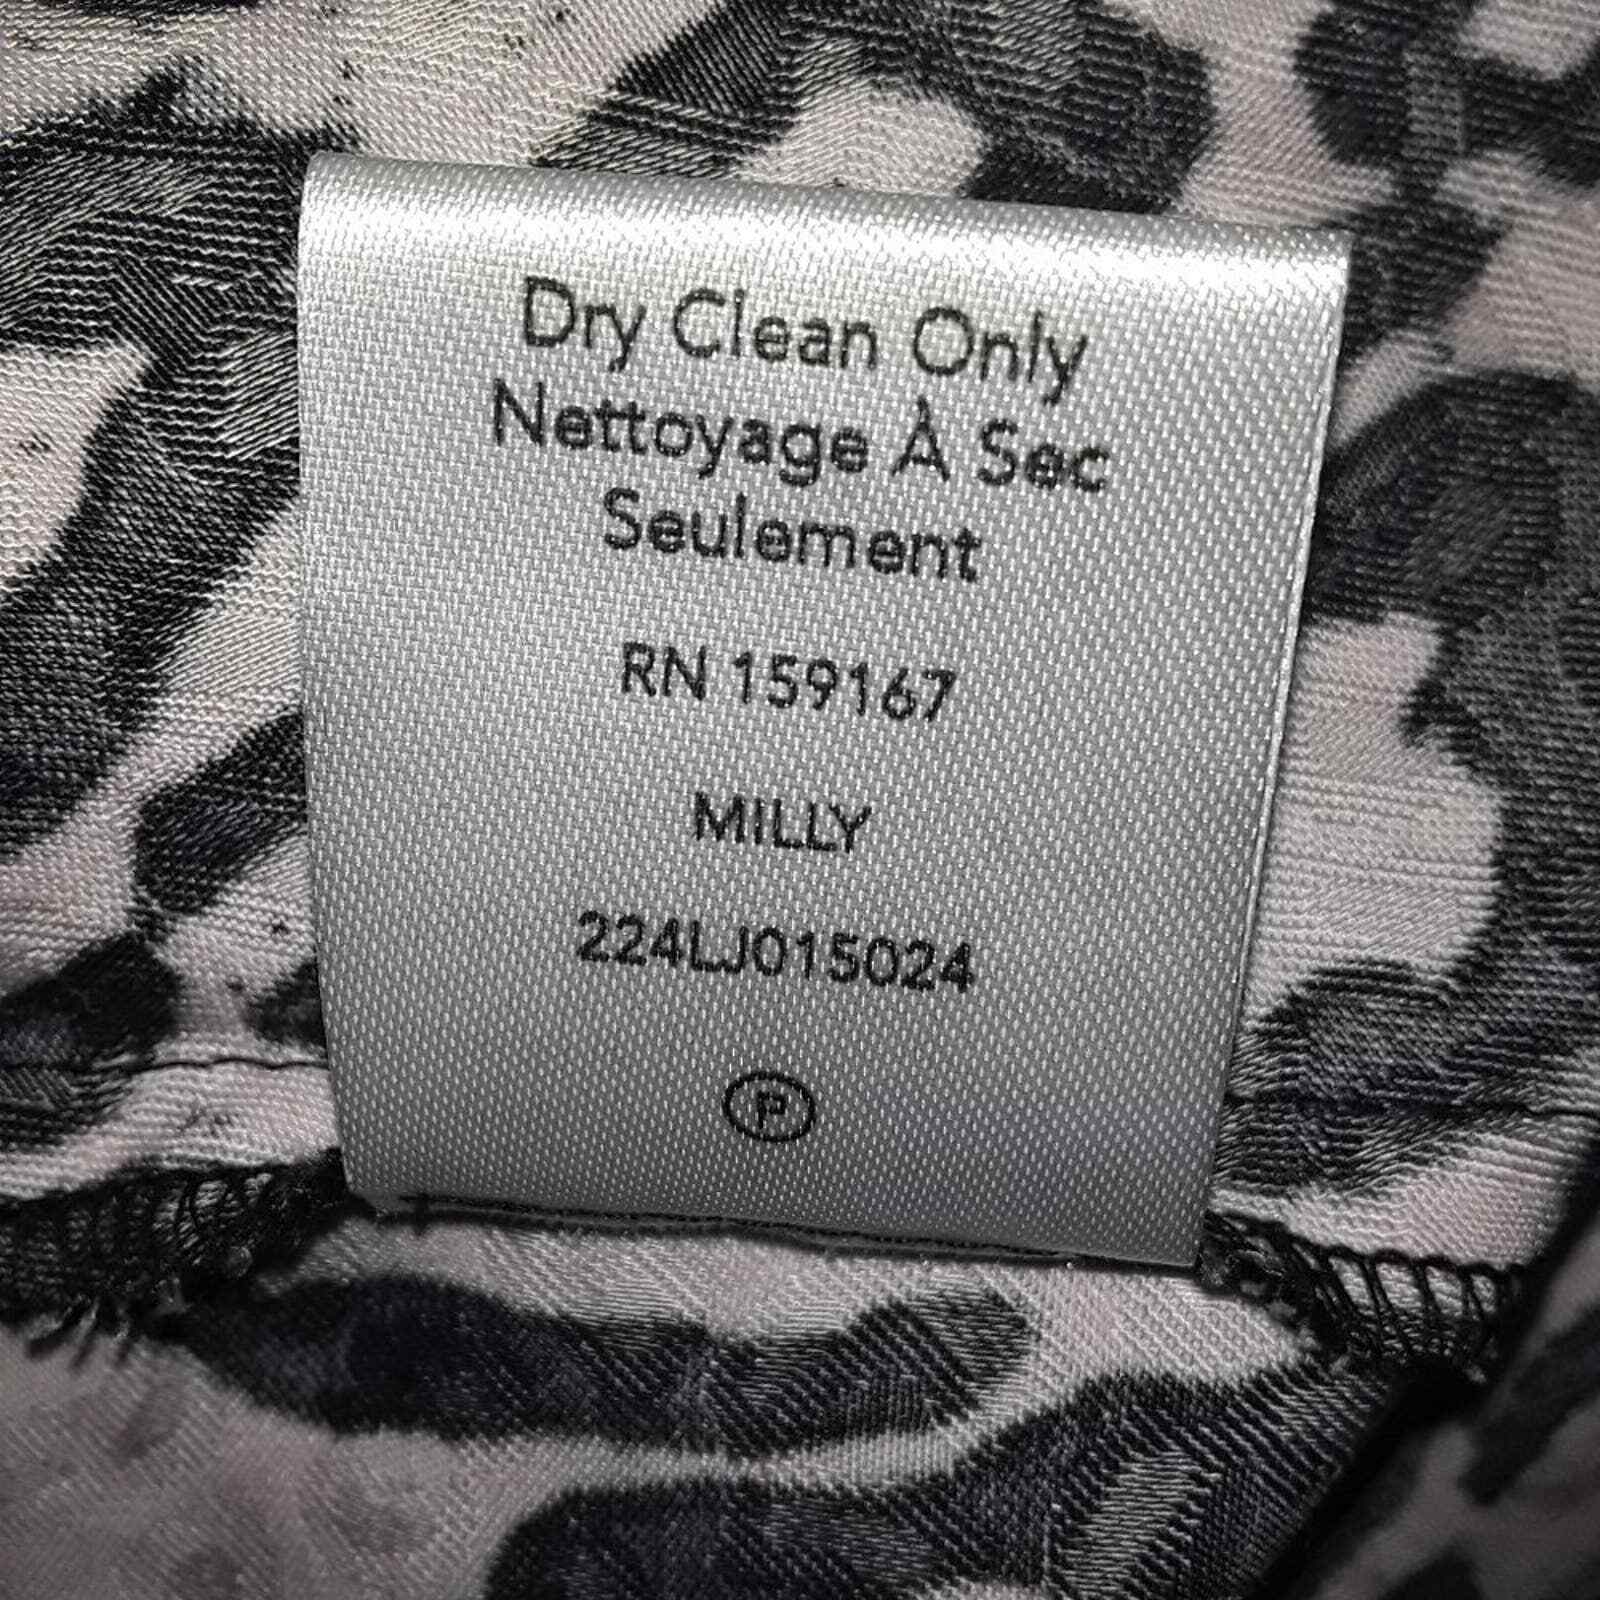 Dry Clean Only
Nettoyage À Sec
Seulement
RN 159167
MILLY
224LJ015024
P